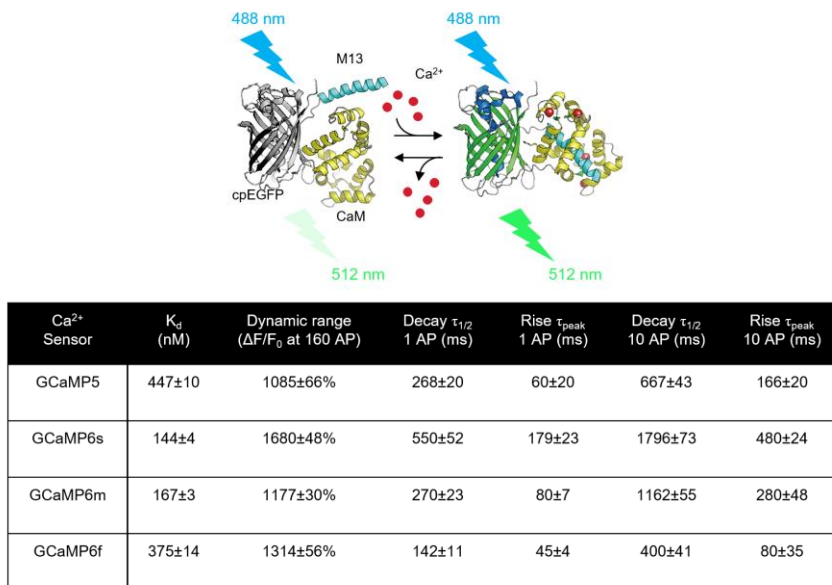 488 nm
488 nm
M13
Ca²⁺
cpEGFP
CaM
512 nm
512 nm
Ca²⁺ Sensor | K_d (nM) | Dynamic range (ΔF/F₀ at 160 AP) | Decay τ₁/₂ 1 AP (ms) | Rise τ_peak 1 AP (ms) | Decay τ₁/₂ 10 AP (ms) | Rise τ_peak 10 AP (ms)
GCaMP5 | 447±10 | 1085±66% | 268±20 | 60±20 | 667±43 | 166±20
GCaMP6s | 144±4 | 1680±48% | 550±52 | 179±23 | 1796±73 | 480±24
GCaMP6m | 167±3 | 1177±30% | 270±23 | 80±7 | 1162±55 | 280±48
GCaMP6f | 375±14 | 1314±56% | 142±11 | 45±4 | 400±41 | 80±35